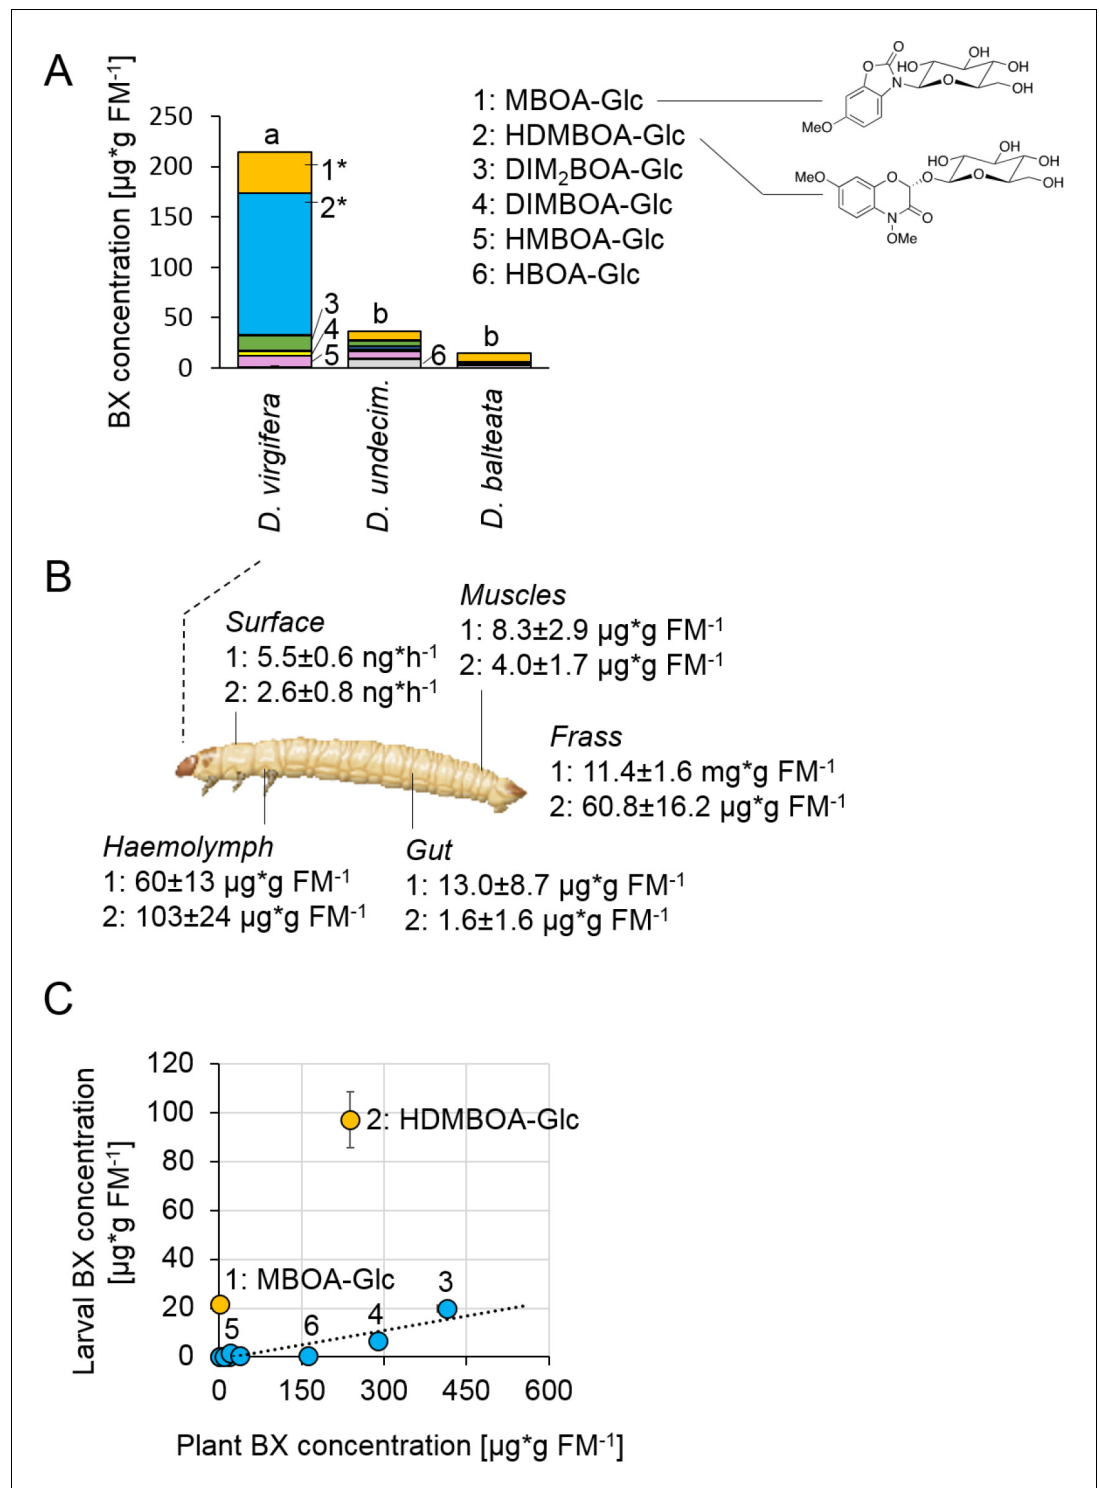 A
BX concentration [µg*g FM-1]
250
200
150
100
50
0
a
b
b
1*
2*
3
4
5
6
D. virgifera
D. undecim.
D. balteata
1: MBOA-Glc
2: HDMBOA-Glc
3: DIM2BOA-Glc
4: DIMBOA-Glc
5: HMBOA-Glc
6: HBOA-Glc
O
OH
O
HO
OH
N
O
OH
MeO
OH
HO
OH
MeO
O
O
O
OH
N
O
OMe
B
Surface
1: 5.5±0.6 ng*h-1
2: 2.6±0.8 ng*h-1
Muscles
1: 8.3±2.9 µg*g FM-1
2: 4.0±1.7 µg*g FM-1
Frass
1: 11.4±1.6 mg*g FM-1
2: 60.8±16.2 µg*g FM-1
Haemolymph
1: 60±13 µg*g FM-1
2: 103±24 µg*g FM-1
Gut
1: 13.0±8.7 µg*g FM-1
2: 1.6±1.6 µg*g FM-1
C
Larval BX concentration
[µg*g FM-1]
120
100
80
60
40
20
0
2: HDMBOA-Glc
1: MBOA-Glc
3
4
5
6
0
150
300
450
600
Plant BX concentration [µg*g FM-1]